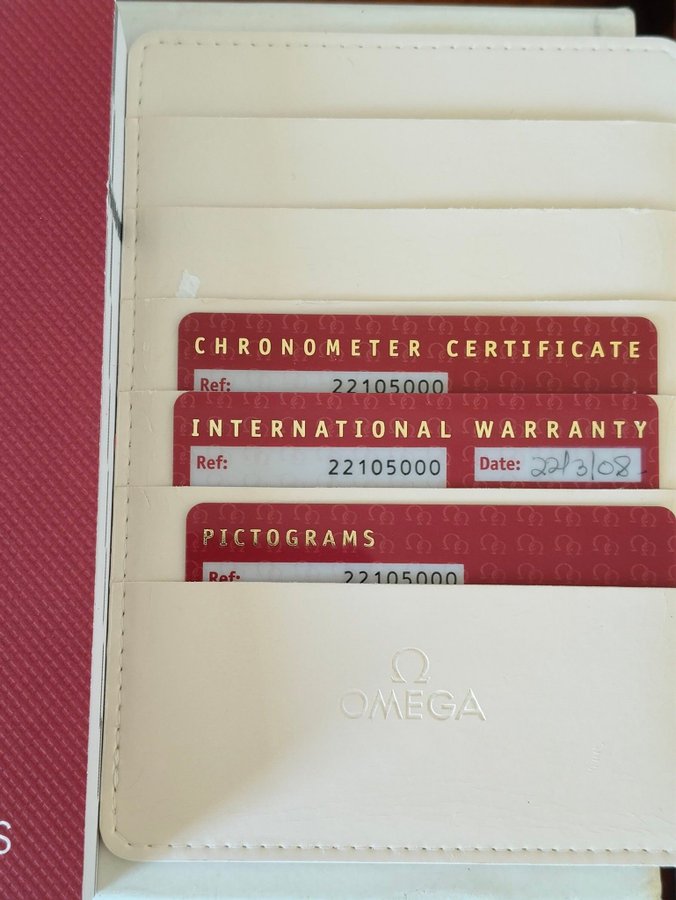 CHRONOMETER CERTIFICATE
Ref: 22105000
INTERNATIONAL WARRANTY
Ref: 22105000 Date: 22/3/08
PICTOGRAMS
Ref: 22105000
Ω
OMEGA
S